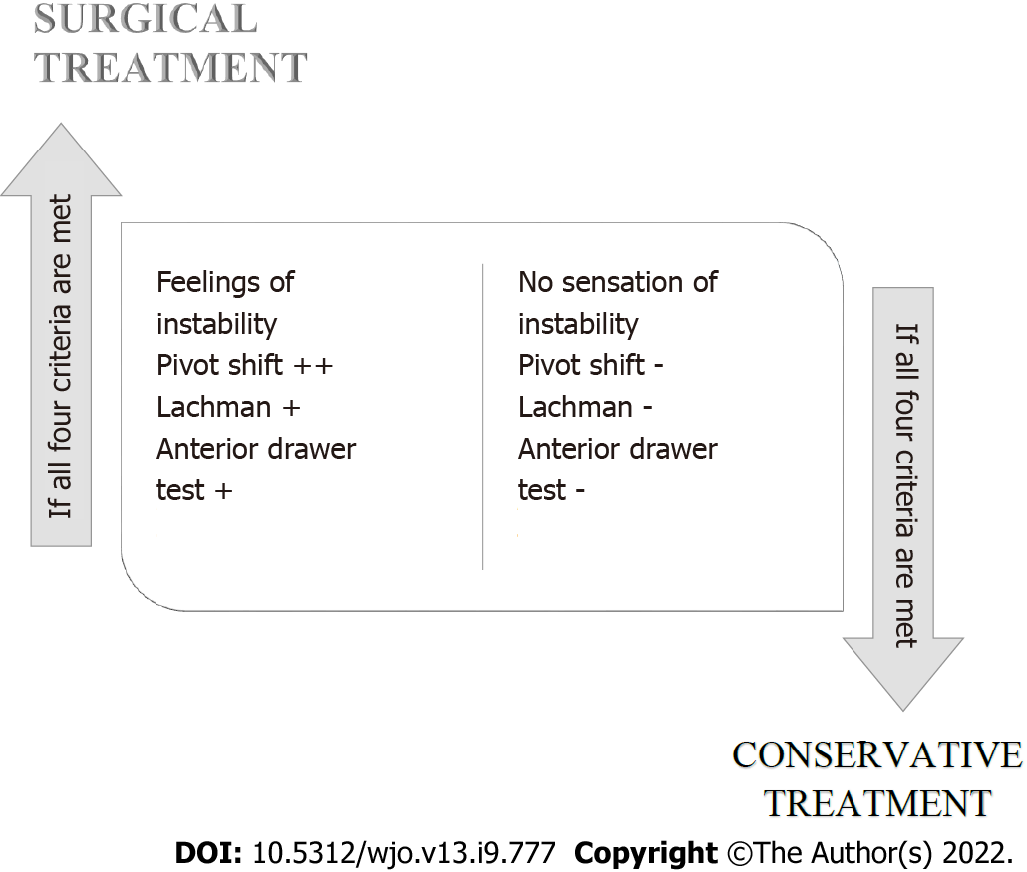 SURGICAL
TREATMENT
If all four criteria are met
Feelings of
instability
Pivot shift ++
Lachman +
Anterior drawer
test +
No sensation of
instability
Pivot shift -
Lachman -
Anterior drawer
test -
If all four criteria are met
CONSERVATIVE
TREATMENT
DOI: 10.5312/wjo.v13.i9.777 Copyright ©The Author(s) 2022.